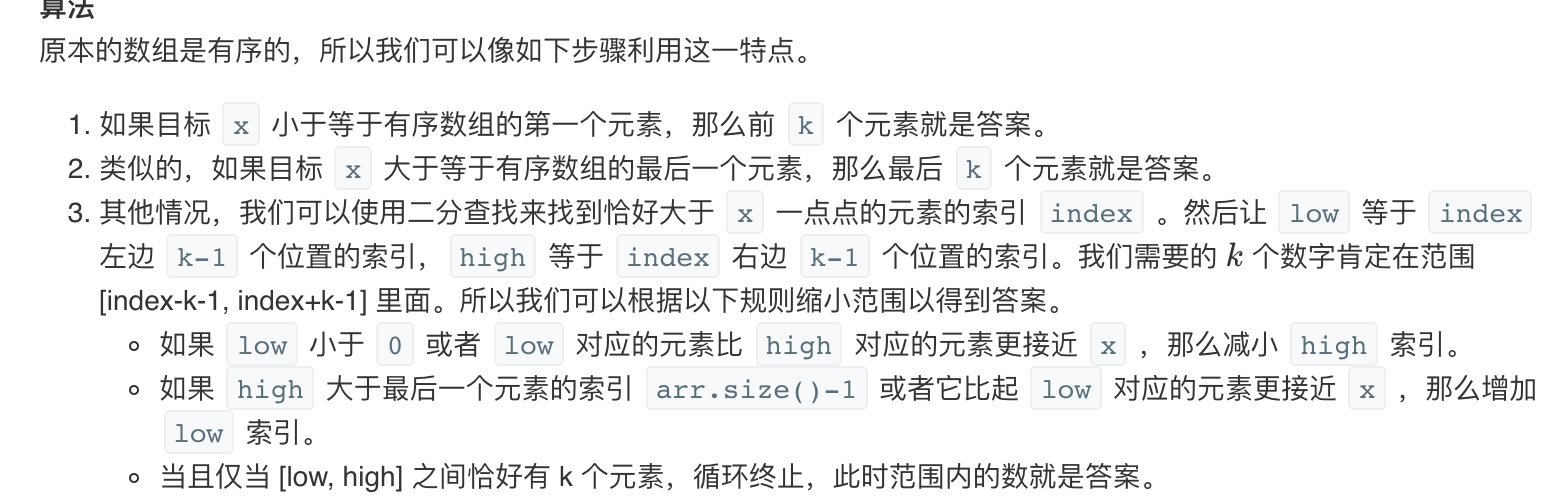 算法
原本的数组是有序的，所以我们可以像如下步骤利用这一特点。
1. 如果目标 x 小于等于有序数组的第一个元素，那么前 k 个元素就是答案。
2. 类似的，如果目标 x 大于等于有序数组的最后一个元素，那么最后 k 个元素就是答案。
3. 其他情况，我们可以使用二分查找来找到恰好大于 x 一点点的元素的索引 index 。然后让 low 等于 index
左边 k-1 个位置的索引， high 等于 index 右边 k-1 个位置的索引。我们需要的 k 个数字肯定在范围
[index-k-1, index+k-1] 里面。所以我们可以根据以下规则缩小范围以得到答案。
◦ 如果 low 小于 0 或者 low 对应的元素比 high 对应的元素更接近 x ，那么减小 high 索引。
◦ 如果 high 大于最后一个元素的索引 arr.size()-1 或者它比起 low 对应的元素更接近 x ，那么增加
low 索引。
◦ 当且仅当 [low, high] 之间恰好有 k 个元素，循环终止，此时范围内的数就是答案。